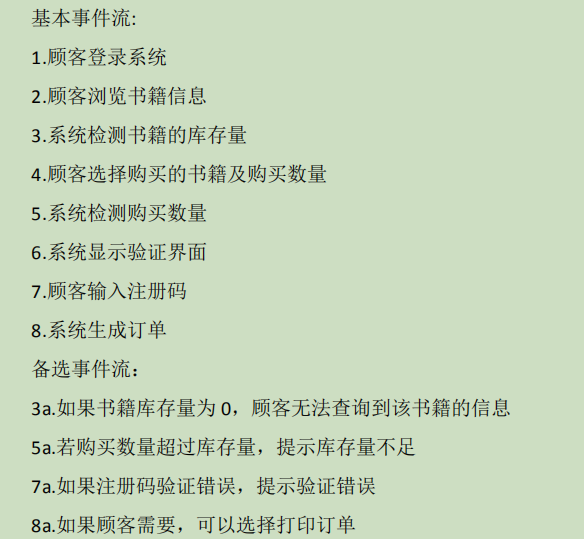 基本事件流:
1.顾客登录系统
2.顾客浏览书籍信息
3.系统检测书籍的库存量
4.顾客选择购买的书籍及购买数量
5.系统检测购买数量
6.系统显示验证界面
7.顾客输入注册码
8.系统生成订单
备选事件流：
3a.如果书籍库存量为 0，顾客无法查询到该书籍的信息
5a.若购买数量超过库存量，提示库存量不足
7a.如果注册码验证错误，提示验证错误
8a.如果顾客需要，可以选择打印订单